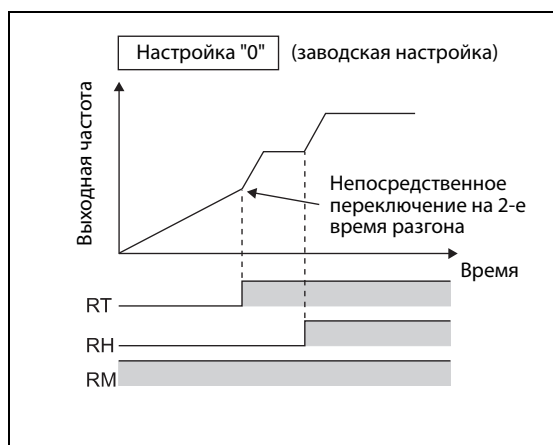 Настройка "0" (заводская настройка)
Выходная частота
Непосредственное
переключение на 2-е
время разгона
Время
RT
RH
RM